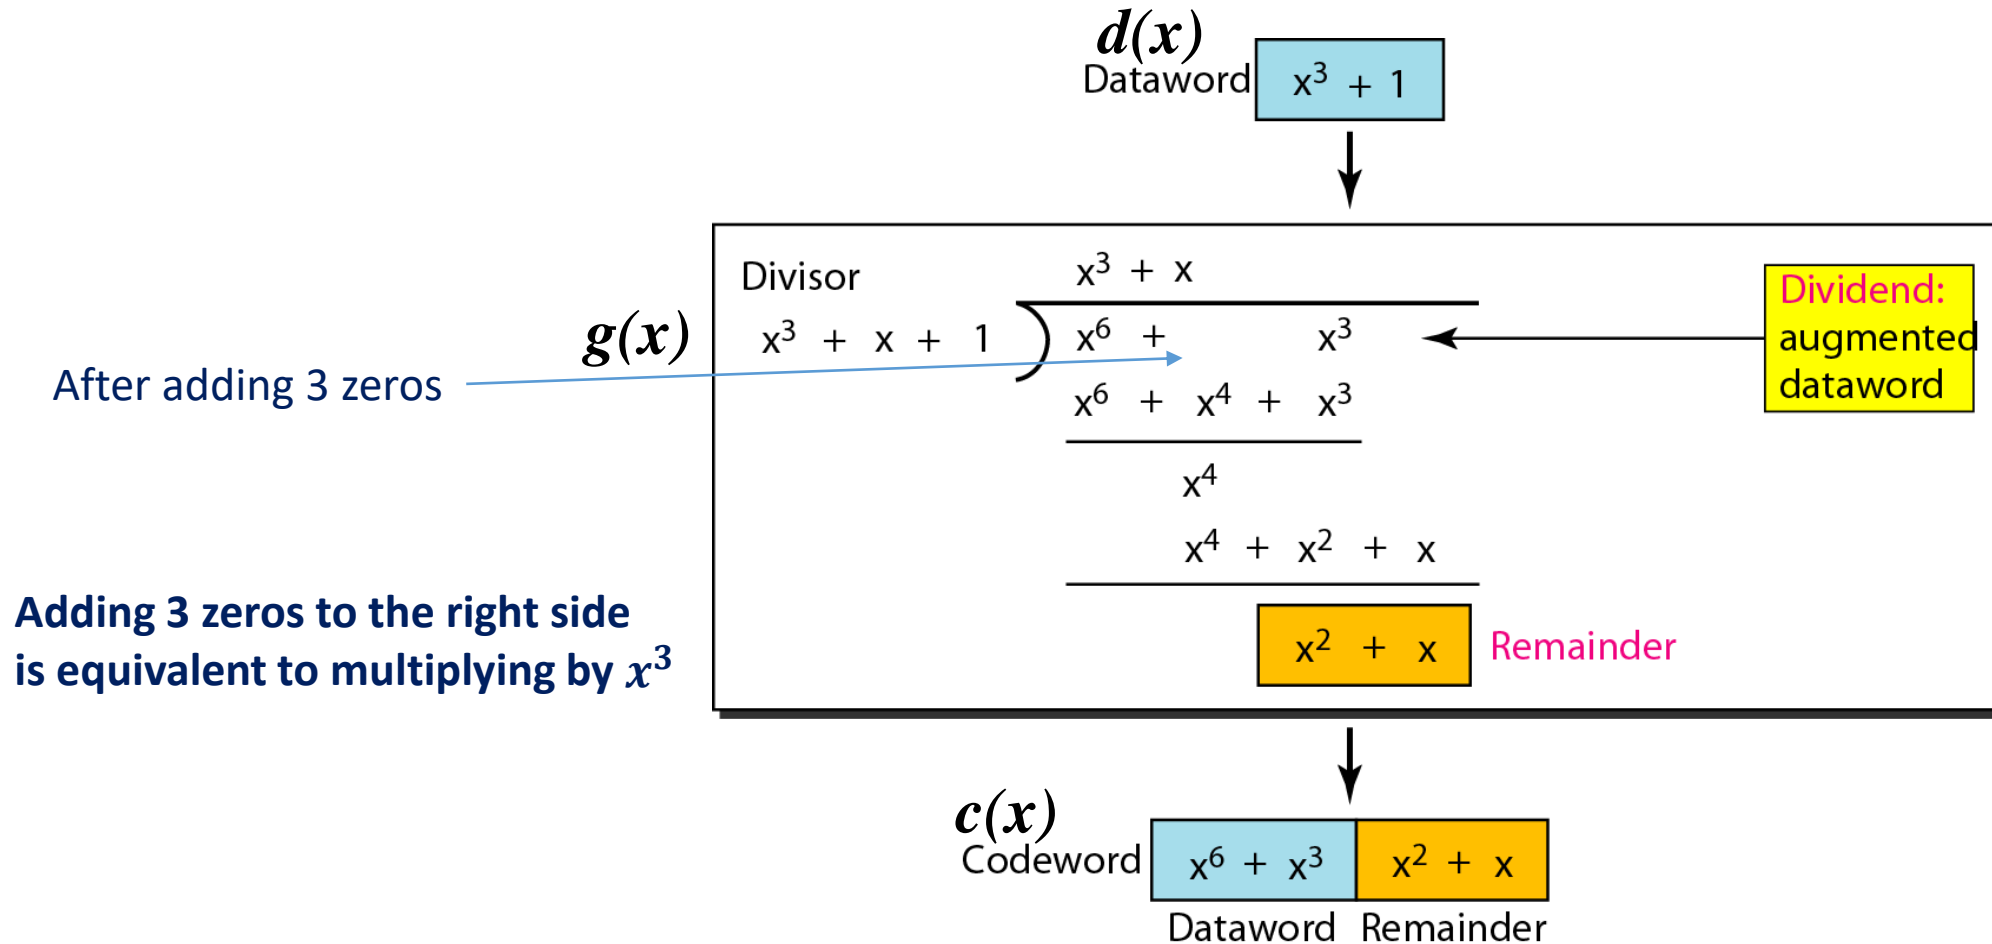 d(x)
Dataword
x³ + 1
Divisor
x³ + x
g(x)
x³ + x + 1
x⁶ + x³
Dividend:
augmented
dataword
After adding 3 zeros
x⁶ + x⁴ + x³
x⁴
x⁴ + x² + x
Adding 3 zeros to the right side
is equivalent to multiplying by x³
x² + x
Remainder
c(x)
Codeword
x⁶ + x³
x² + x
Dataword
Remainder